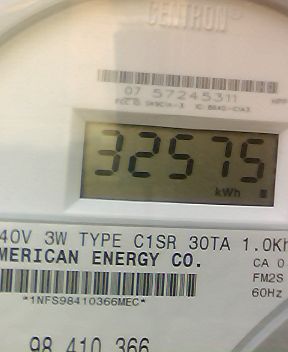 CENTRON®
07 57245311
32575
kWh
40V 3W TYPE C1SR 30TA 1.0Kh
MERICAN ENERGY CO.
CA 0
FM2S
60Hz
*1NFS98410366MEC*
98 410 366